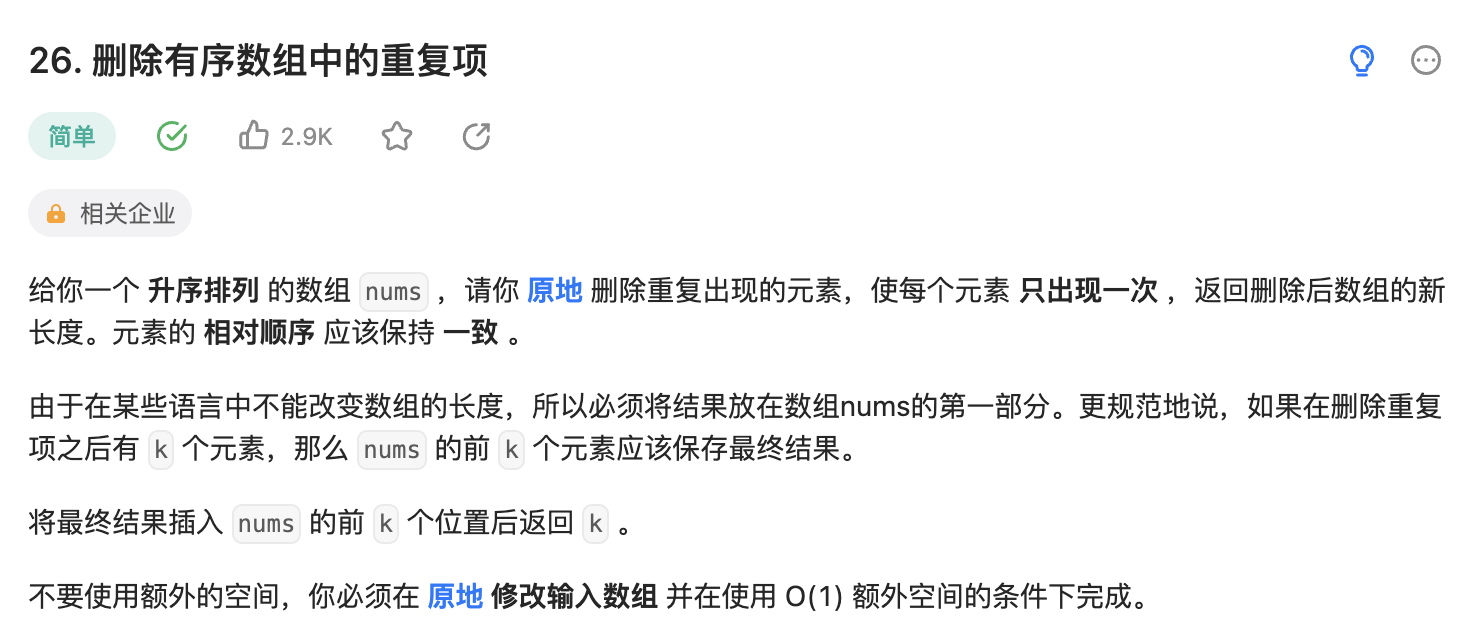 26. 删除有序数组中的重复项
简单 2.9K
相关企业
给你一个 升序排列 的数组 nums ，请你 原地 删除重复出现的元素，使每个元素 只出现一次 ，返回删除后数组的新
长度。元素的 相对顺序 应该保持 一致 。
由于在某些语言中不能改变数组的长度，所以必须将结果放在数组nums的第一部分。更规范地说，如果在删除重复
项之后有 k 个元素，那么 nums 的前 k 个元素应该保存最终结果。
将最终结果插入 nums 的前 k 个位置后返回 k 。
不要使用额外的空间，你必须在 原地 修改输入数组 并在使用 O(1) 额外空间的条件下完成。